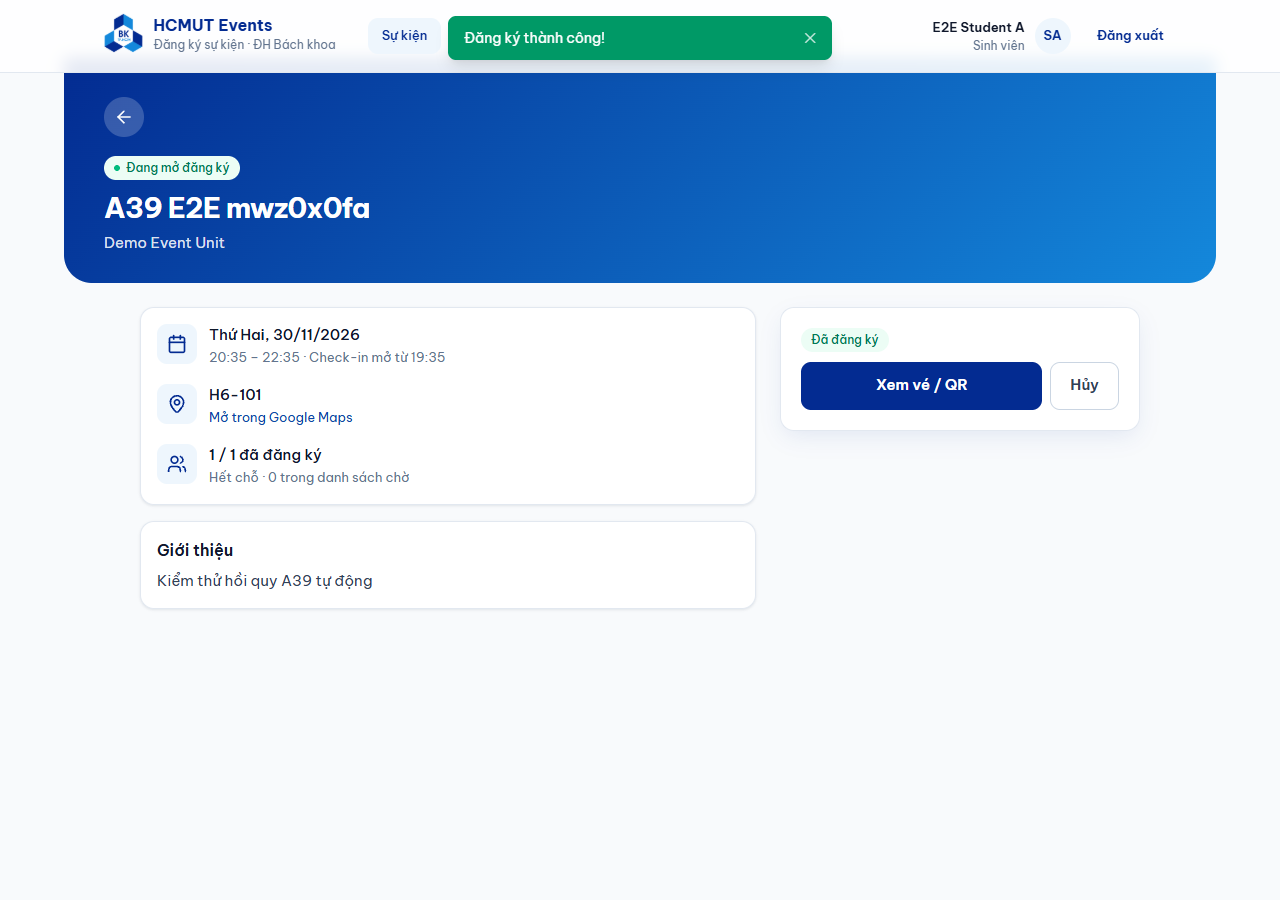 BK
HCMUT Events
Đăng ký sự kiện · ĐH Bách khoa
Sự kiện
Đăng ký thành công!
E2E Student A
Sinh viên
SA
Đăng xuất
Đang mở đăng ký
A39 E2E mwz0x0fa
Demo Event Unit
Thứ Hai, 30/11/2026
20:35 – 22:35 · Check-in mở từ 19:35
H6-101
Mở trong Google Maps
1 / 1 đã đăng ký
Hết chỗ · 0 trong danh sách chờ
Đã đăng ký
Xem vé / QR
Hủy
Giới thiệu
Kiểm thử hồi quy A39 tự động